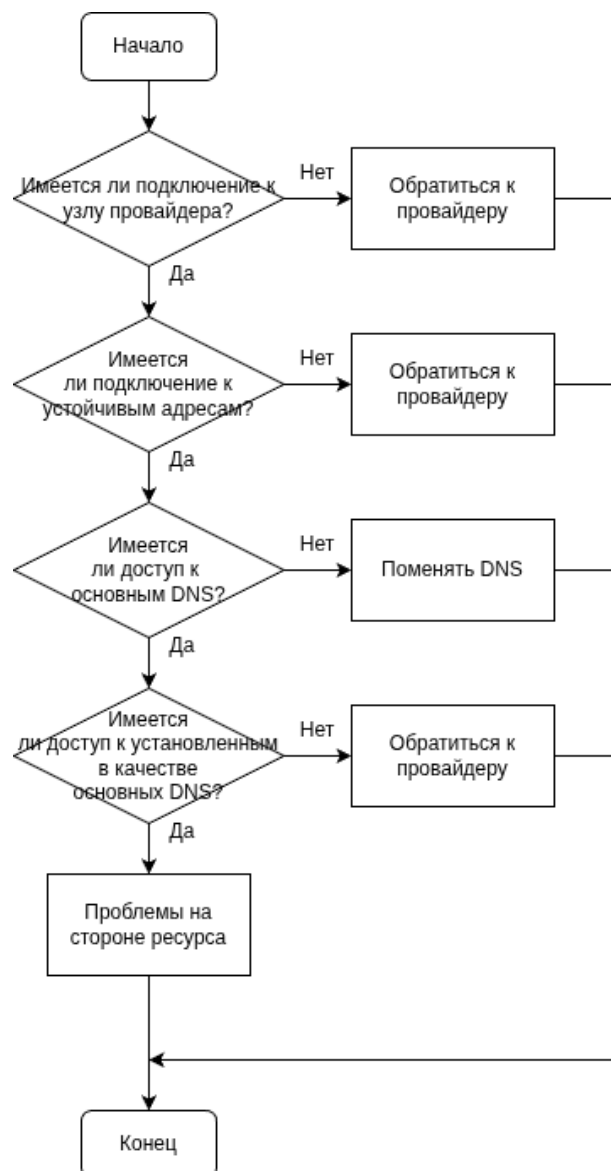 Начало
Имеется ли подключение к
узлу провайдера?
Нет
Обратиться к
провайдеру
Да
Имеется
ли подключение к
устойчивым адресам?
Нет
Обратиться к
провайдеру
Да
Имеется
ли доступ к
основным DNS?
Нет
Поменять DNS
Да
Имеется
ли доступ к установленным
в качестве
основных DNS?
Нет
Обратиться к
провайдеру
Да
Проблемы на
стороне ресурса
Конец